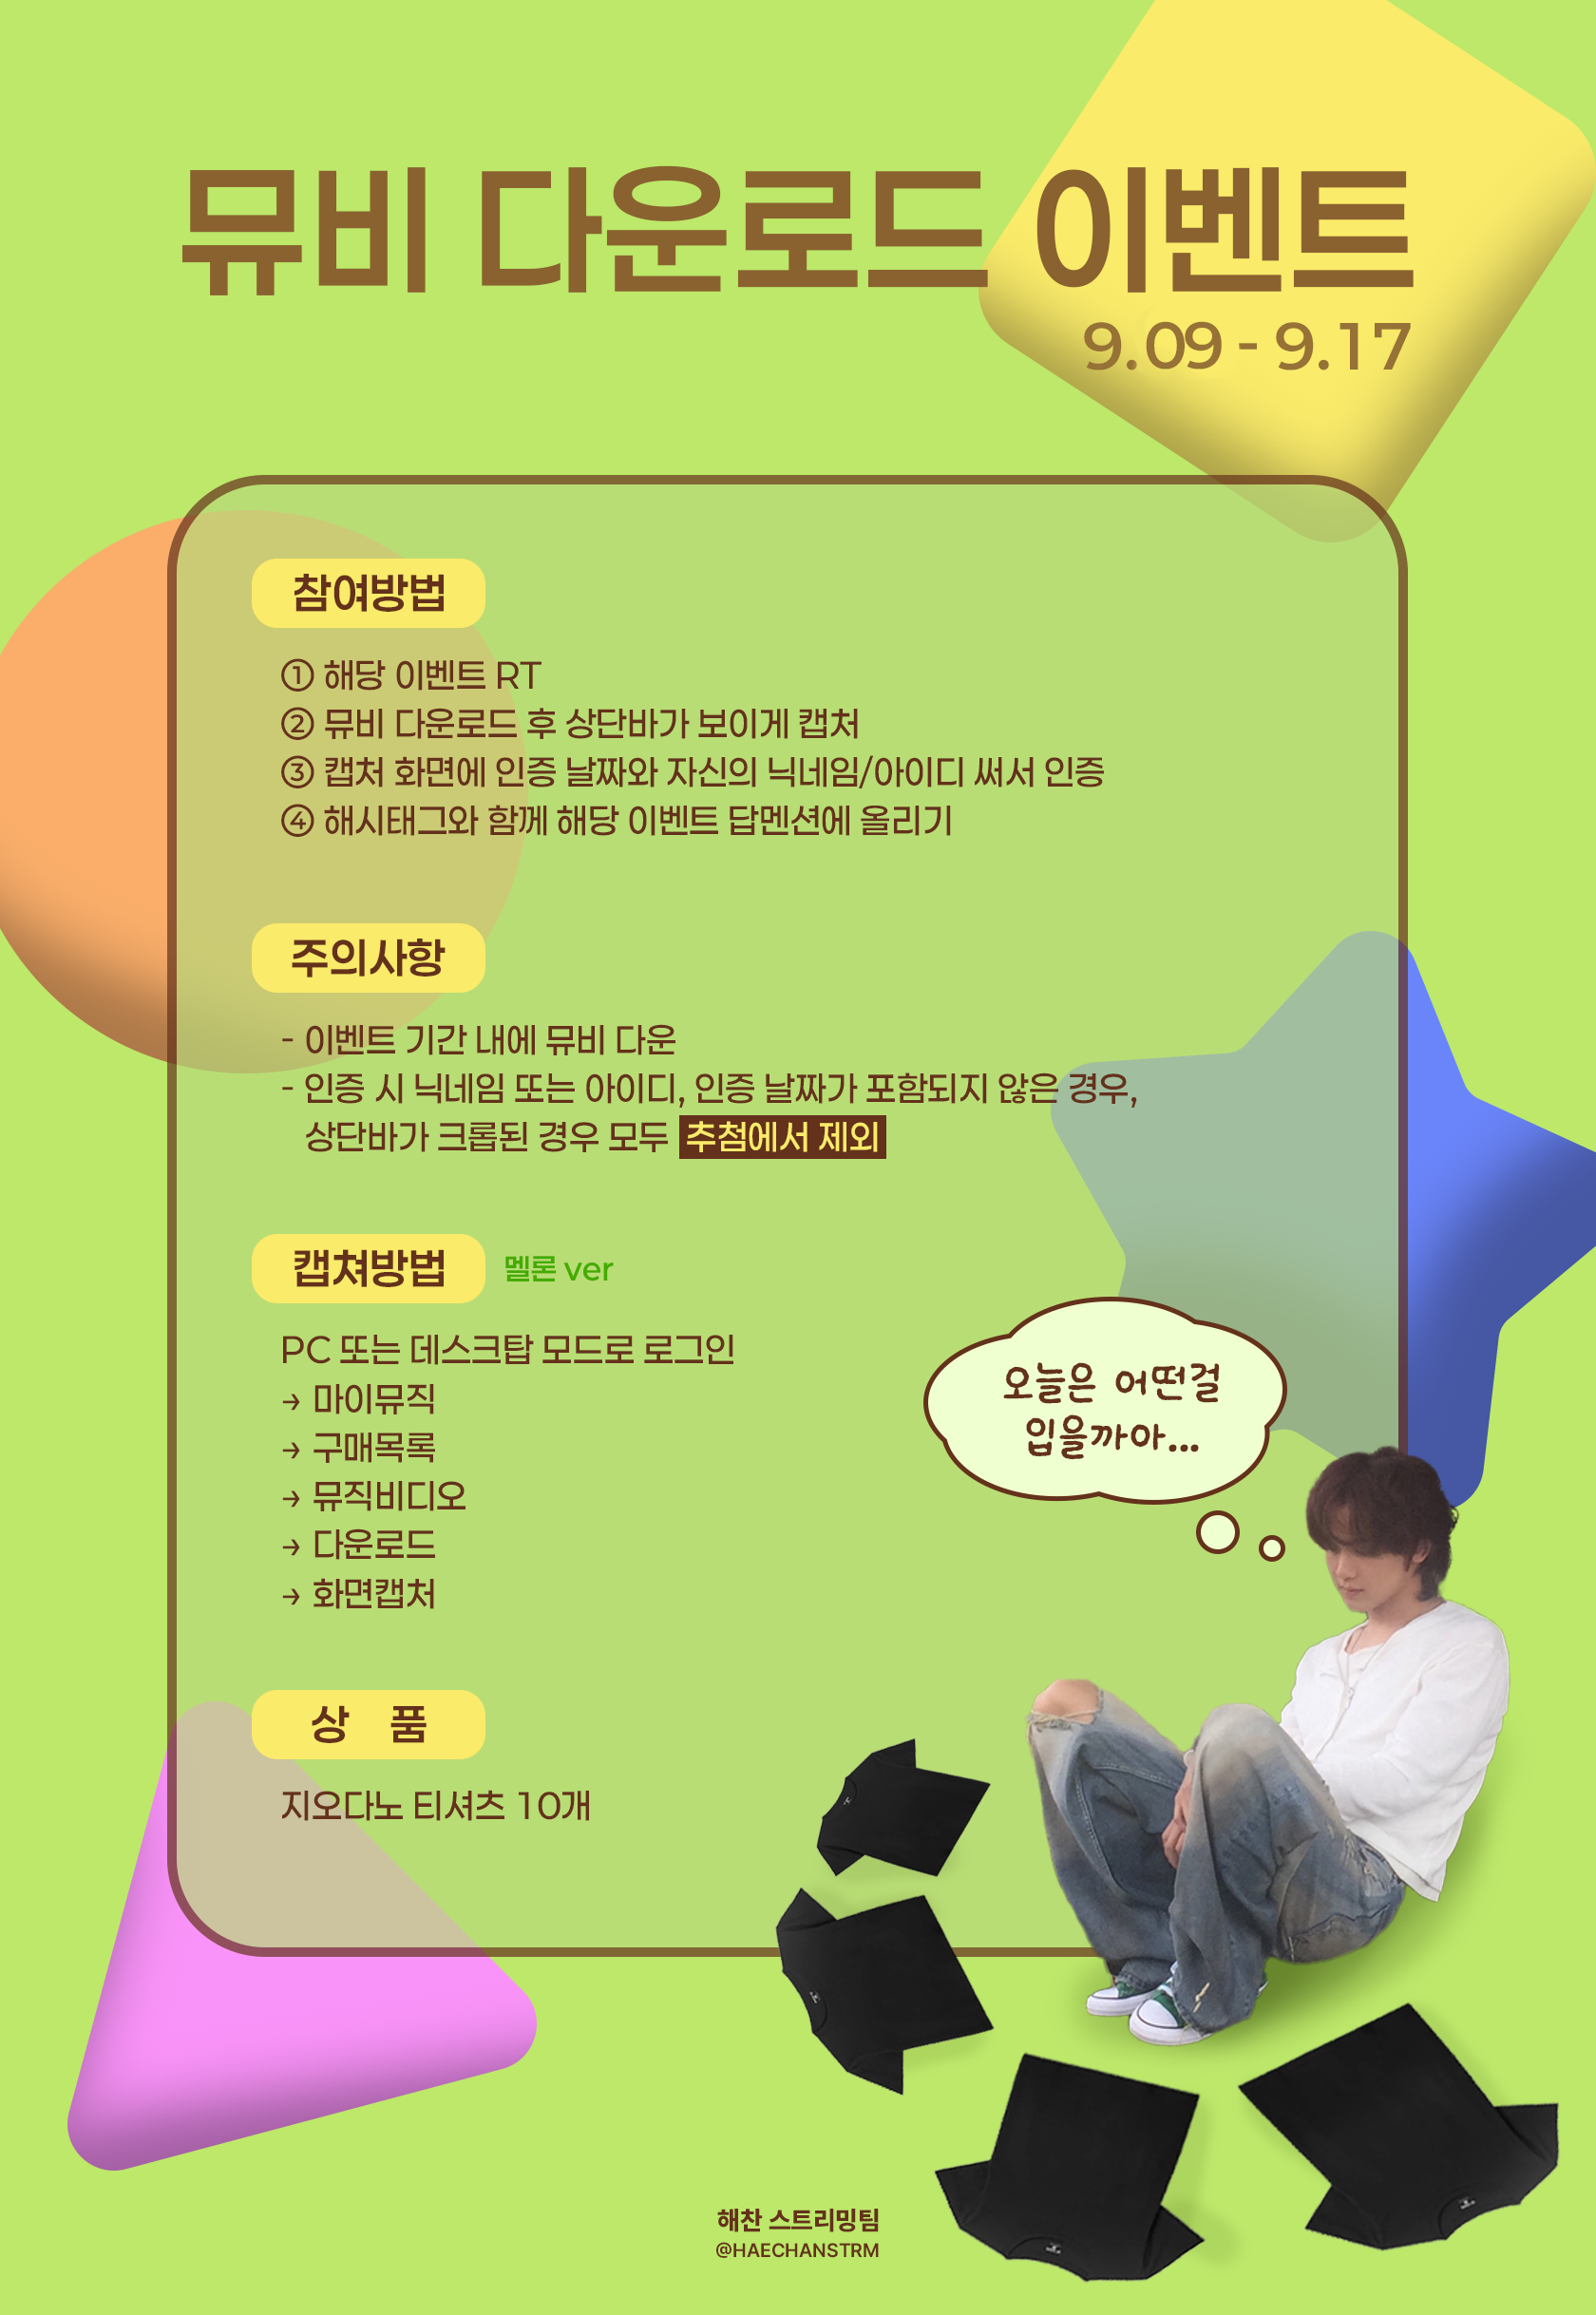 뮤비 다운로드 이벤트
9.09 - 9.17
참여방법
① 해당 이벤트 RT
② 뮤비 다운로드 후 상단바가 보이게 캡처
③ 캡처 화면에 인증 날짜와 자신의 닉네임/아이디 써서 인증
④ 해시태그와 함께 해당 이벤트 답멘션에 올리기
주의사항
- 이벤트 기간 내에 뮤비 다운
- 인증 시 닉네임 또는 아이디, 인증 날짜가 포함되지 않은 경우,
상단바가 크롭된 경우 모두 추첨에서 제외
캡쳐방법 멜론 ver
PC 또는 데스크탑 모드로 로그인
→ 마이뮤직
→ 구매목록
→ 뮤직비디오
→ 다운로드
→ 화면캡처
오늘은 어떤걸
입을까아...
상 품
지오다노 티셔츠 10개
해찬 스트리밍팀
@HAECHANSTRM